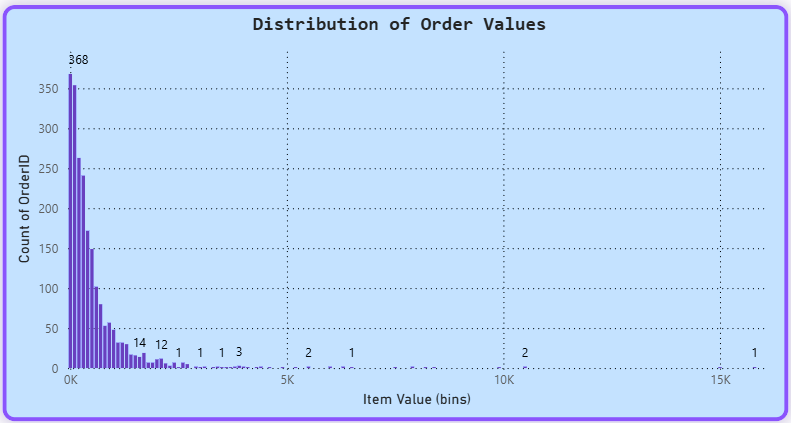 Distribution of Order Values
368
350
300
250
200
150
100
50
0
Count of OrderID
14
12
1
1
1
3
2
1
2
1
0K
5K
10K
15K
Item Value (bins)